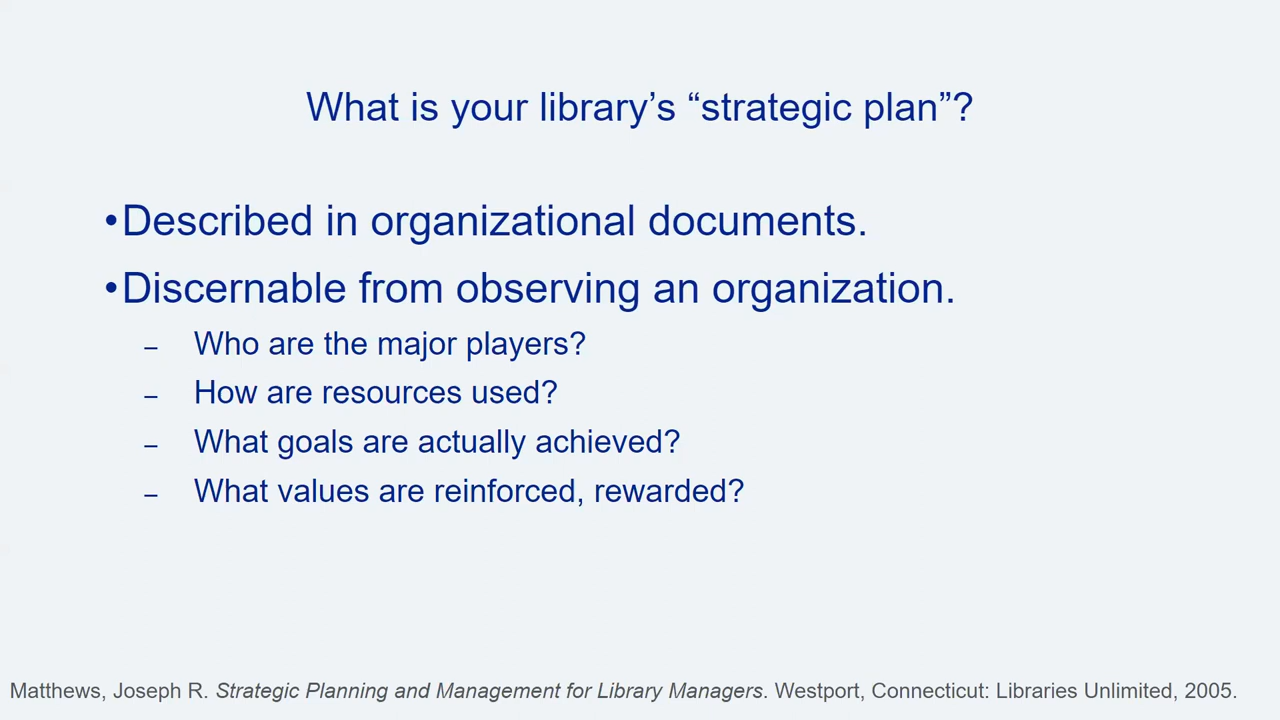 What is your library’s “strategic plan”?
•Described in organizational documents.
•Discernable from observing an organization.
– Who are the major players?
– How are resources used?
– What goals are actually achieved?
– What values are reinforced, rewarded?
Matthews, Joseph R. Strategic Planning and Management for Library Managers. Westport, Connecticut: Libraries Unlimited, 2005.